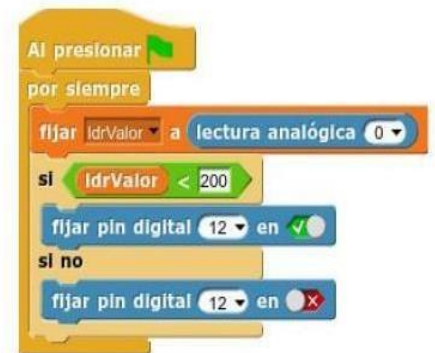 Al presionar
por siempre
fijar ldrValor a lectura analógica 0
si ldrValor < 200
fijar pin digital 12 en
si no
fijar pin digital 12 en